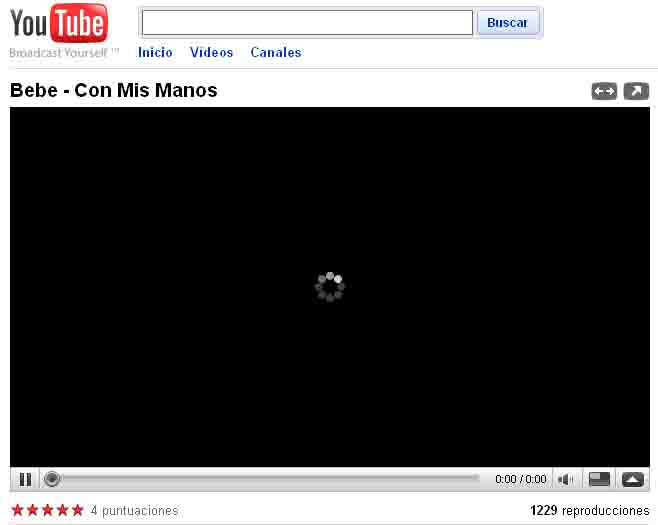 YouTube
Buscar
Broadcast Yourself ™
Inicio Vídeos Canales
Bebe - Con Mis Manos
0:00 / 0:00
4 puntuaciones
1229 reproducciones